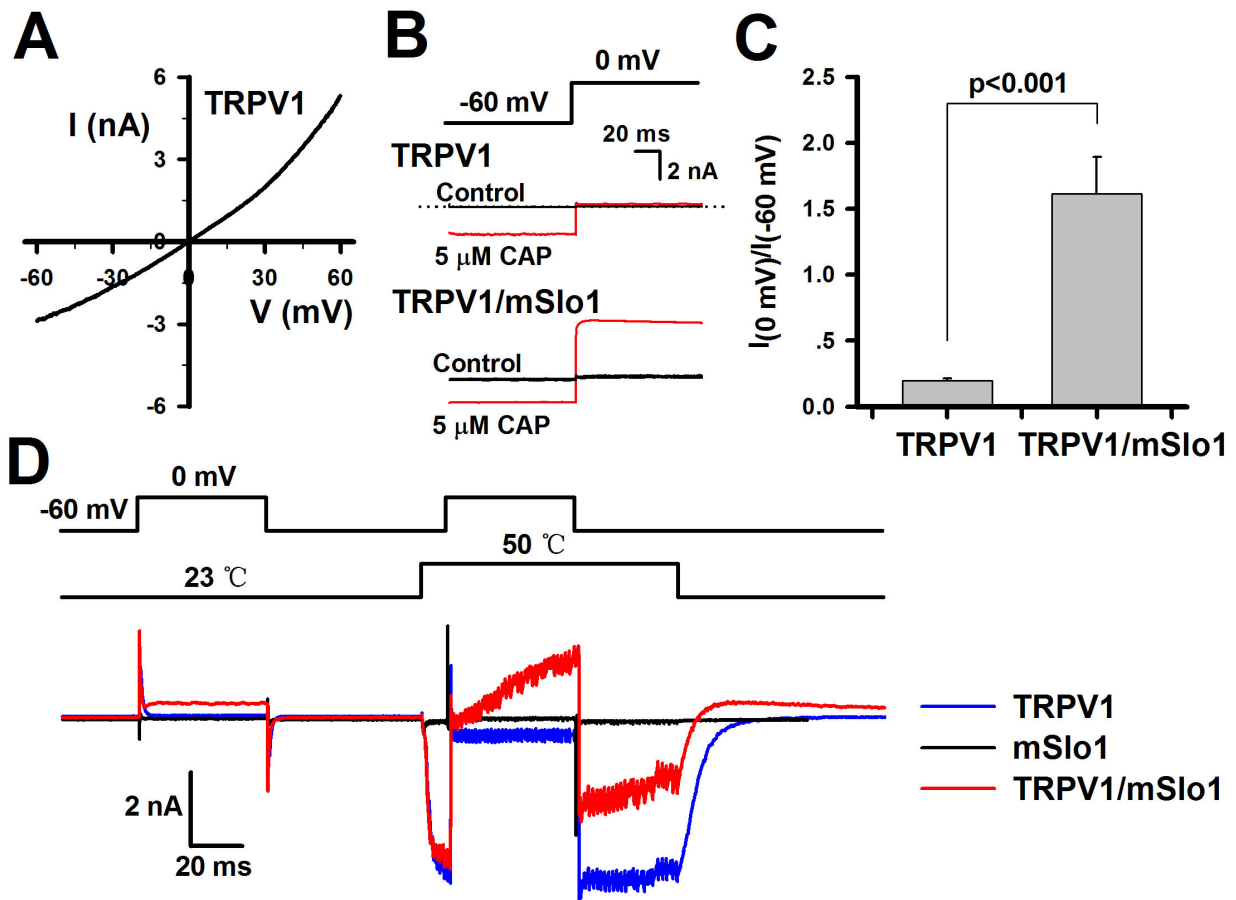 A
I (nA)
TRPV1
6
3
0
-3
-6
-60
-30
0
30
60
V (mV)
B
0 mV
-60 mV
20 ms
2 nA
TRPV1
Control
5 μM CAP
TRPV1/mSlo1
Control
5 μM CAP
C
p<0.001
I(0 mV)/I(-60 mV)
2.5
2.0
1.5
1.0
.5
0.0
TRPV1
TRPV1/mSlo1
D
0 mV
-60 mV
50 ℃
23 ℃
2 nA
20 ms
TRPV1
mSlo1
TRPV1/mSlo1